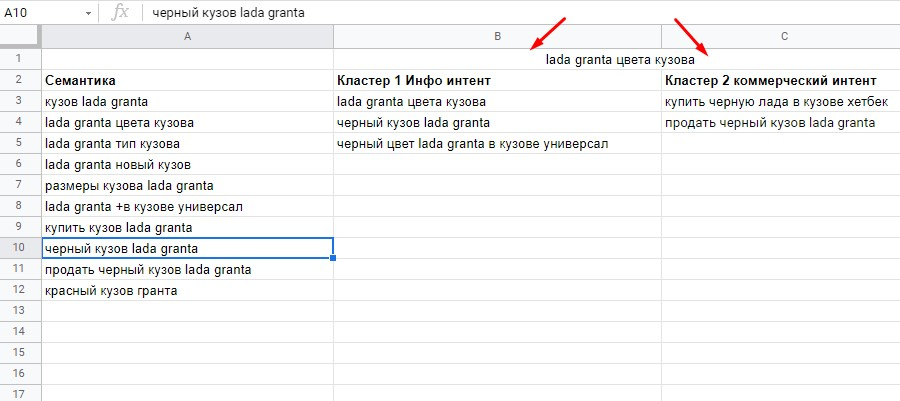 A10 fx черный кузов lada granta
A B C
1 lada granta цвета кузова
2 Семантика Кластер 1 Инфо интент Кластер 2 коммерческий интент
3 кузов lada granta lada granta цвета кузова купить черную лада в кузове хетбек
4 lada granta цвета кузова черный кузов lada granta продать черный кузов lada granta
5 lada granta тип кузова черный цвет lada granta в кузове универсал
6 lada granta новый кузов
7 размеры кузова lada granta
8 lada granta +в кузове универсал
9 купить кузов lada granta
10 черный кузов lada granta
11 продать черный кузов lada granta
12 красный кузов гранта
13
14
15
16
17